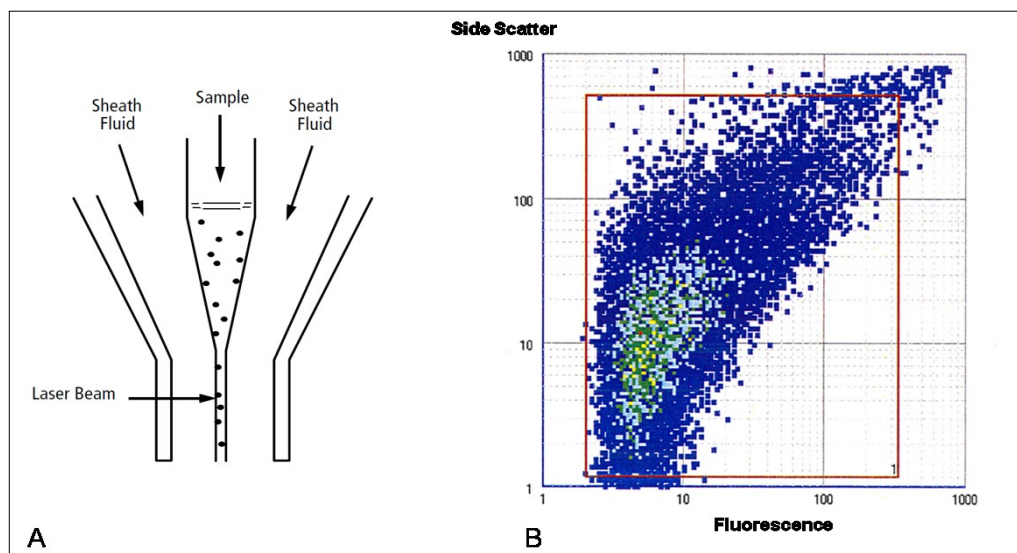 Side Scatter
Sheath
Fluid
Sample
Sheath
Fluid
Laser Beam
A
1000
100
10
1
1
10
100
1000
1
Fluorescence
B